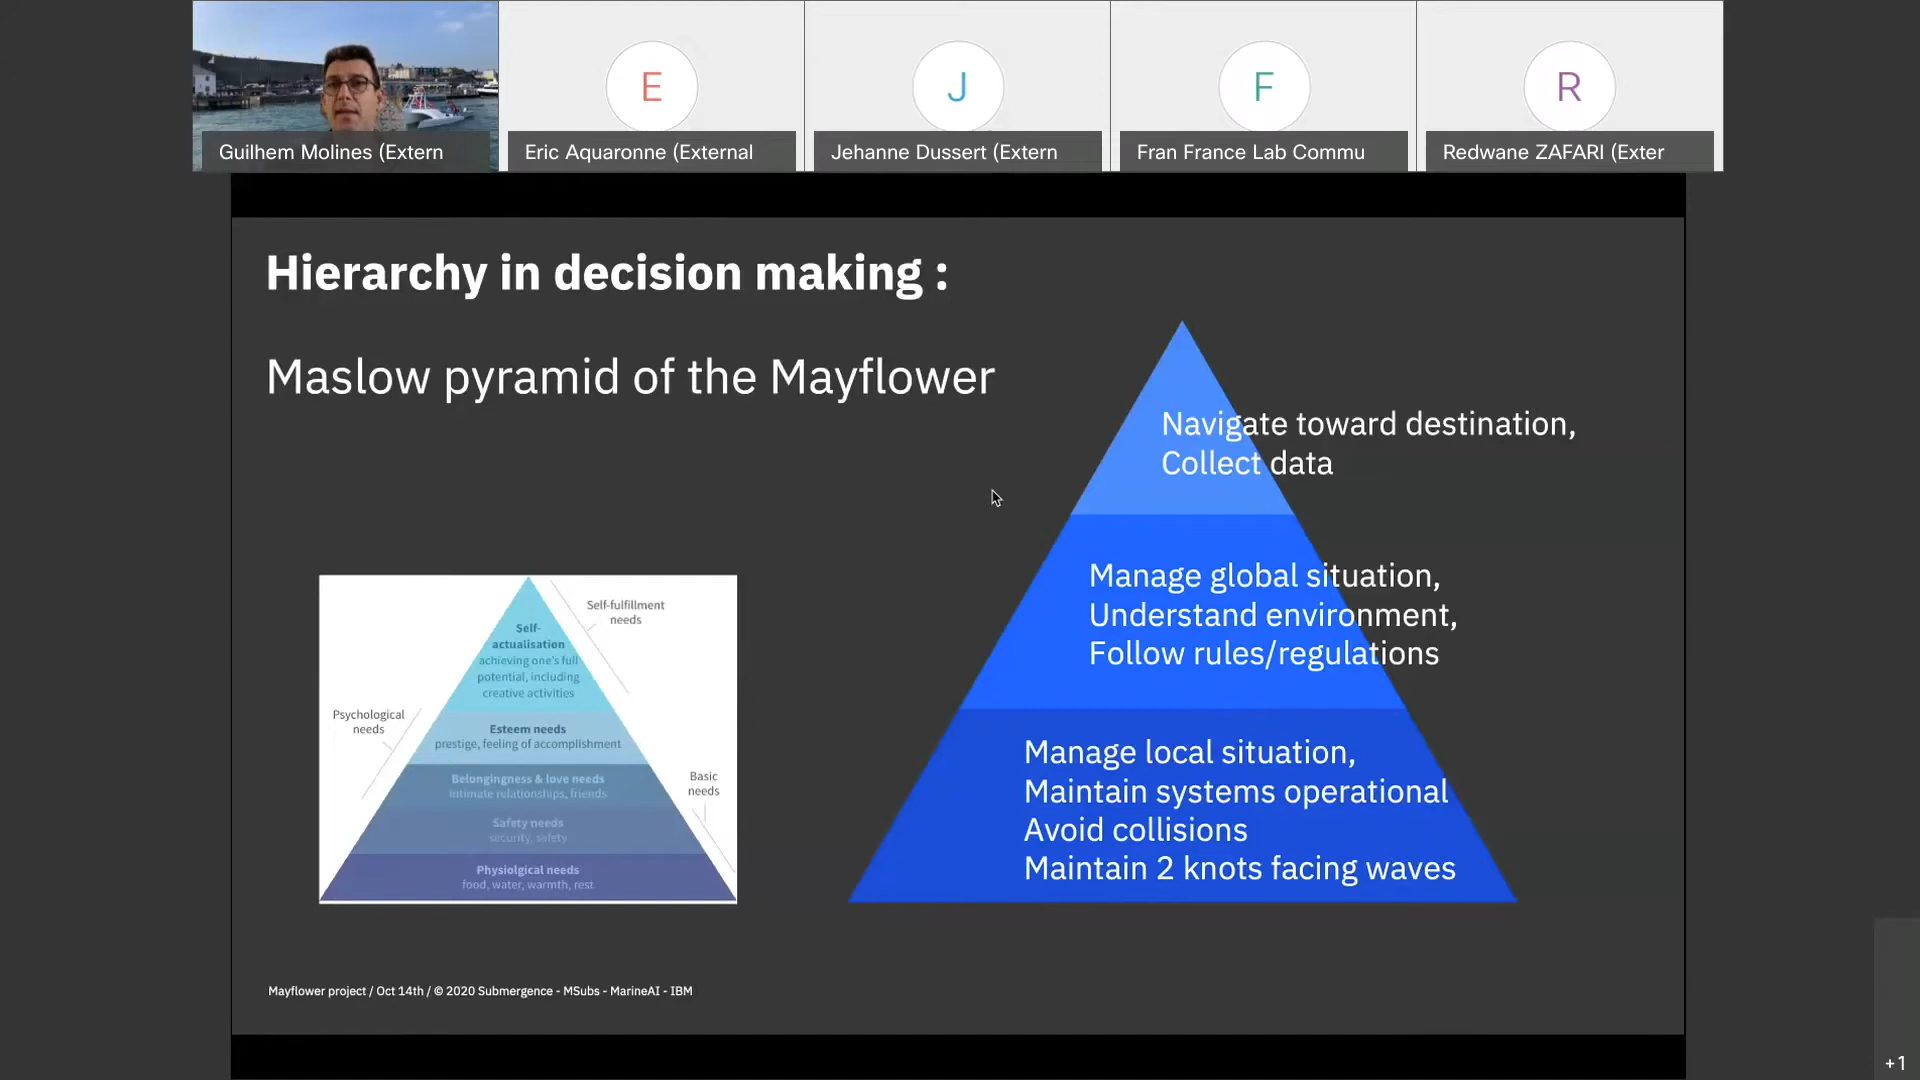 E
J
F
R
Guilhem Molines (Extern
Eric Aquaronne (External
Jehanne Dussert (Extern
Fran France Lab Commu
Redwane ZAFARI (Exter
Hierarchy in decision making :
Maslow pyramid of the Mayflower
Navigate toward destination,
Collect data
Manage global situation,
Understand environment,
Follow rules/regulations
Manage local situation,
Maintain systems operational
Avoid collisions
Maintain 2 knots facing waves
Self-fulfillment
needs
Self-
actualisation
achieving one's full
potential, including
creative activities
Psychological
needs
Esteem needs
prestige, feeling of accomplishment
Belongingness & love needs
intimate relationships, friends
Basic
needs
Safety needs
security, safety
Physiolgical needs
food, water, warmth, rest
Mayflower project / Oct 14th / © 2020 Submergence - MSubs - MarineAI - IBM
+1